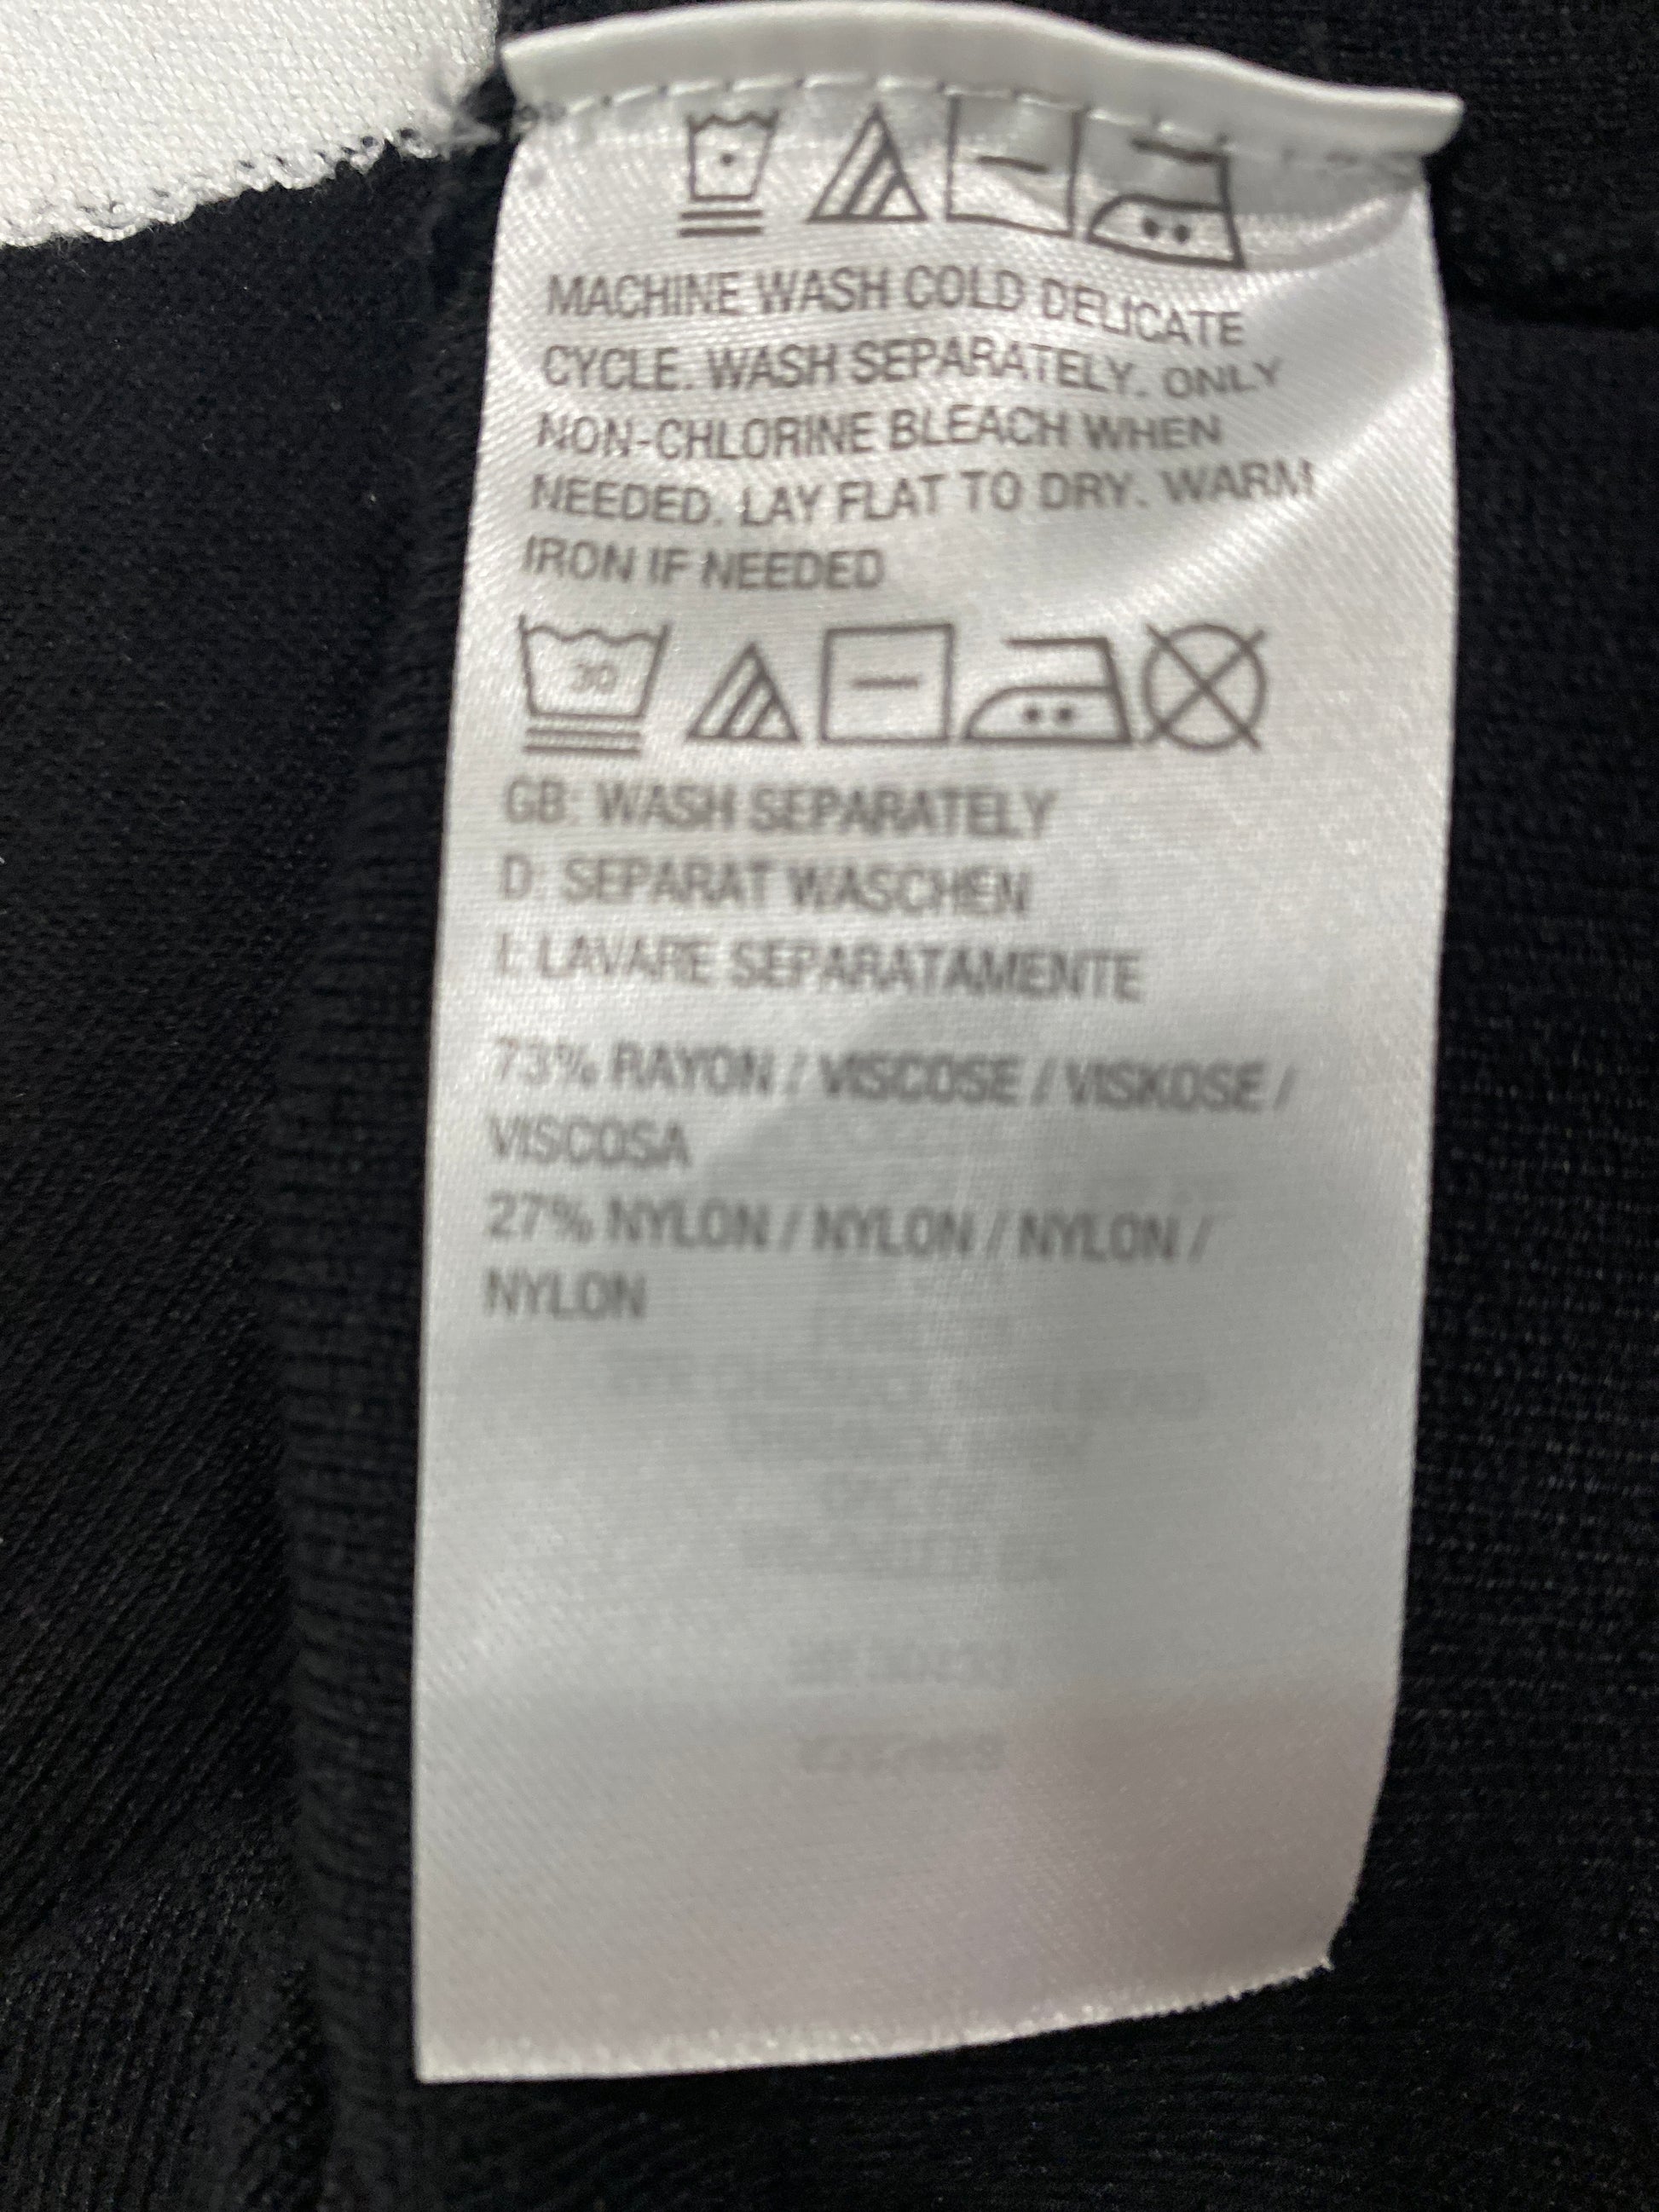 MACHINE WASH COLD DELICATE
CYCLE. WASH SEPARATELY. ONLY
NON-CHLORINE BLEACH WHEN
NEEDED. LAY FLAT TO DRY. WARM
IRON IF NEEDED
30
GB: WASH SEPARATELY
D: SEPARAT WASCHEN
I: LAVARE SEPARATAMENTE
73% RAYON / VISCOSE / VISKOSE /
VISCOSA
27% NYLON / NYLON / NYLON /
NYLON